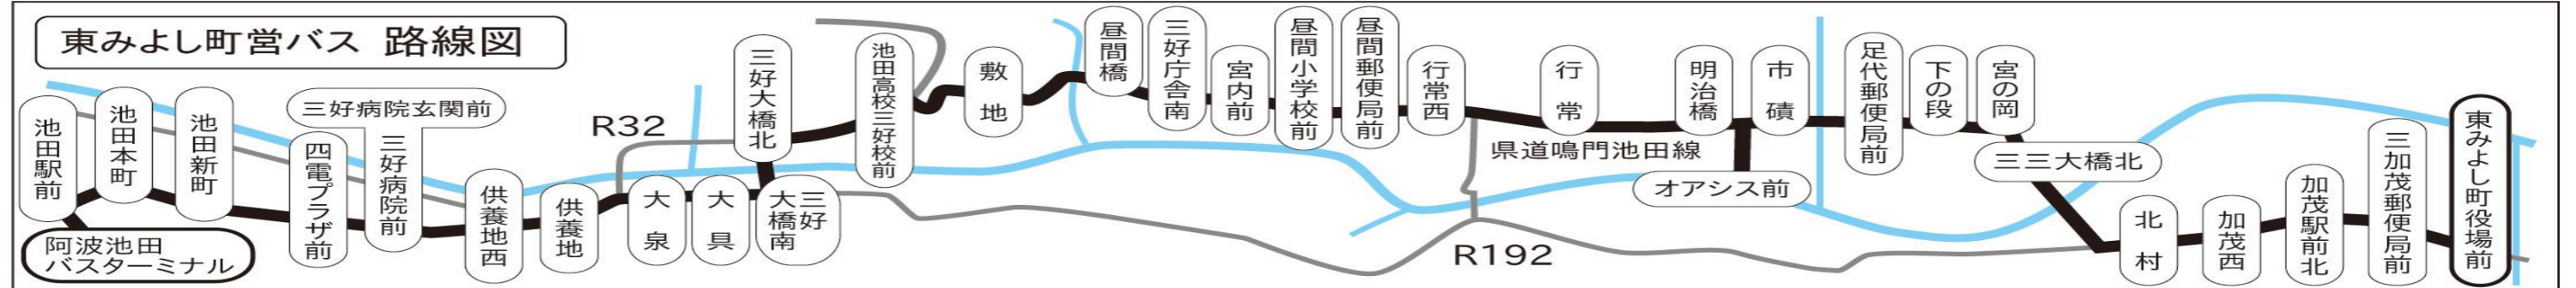 東みよし町営バス 路線図
池田駅前
阿波池田
バスターミナル
池田本町
池田新町
四電プラザ前
三好病院玄関前
三好病院前
供養地西
供養地
R32
大泉
大具
三好
大橋南
三好大橋北
池田高校三好校前
敷地
昼間橋
三好庁舎南
宮内前
昼間小学校前
昼間郵便局前
行常西
行常
県道鳴門池田線
R192
明治橋
オアシス前
市磧
足代郵便局前
下の段
宮の岡
三三大橋北
北村
加茂西
加茂駅前北
三加茂郵便局前
東みよし町役場前